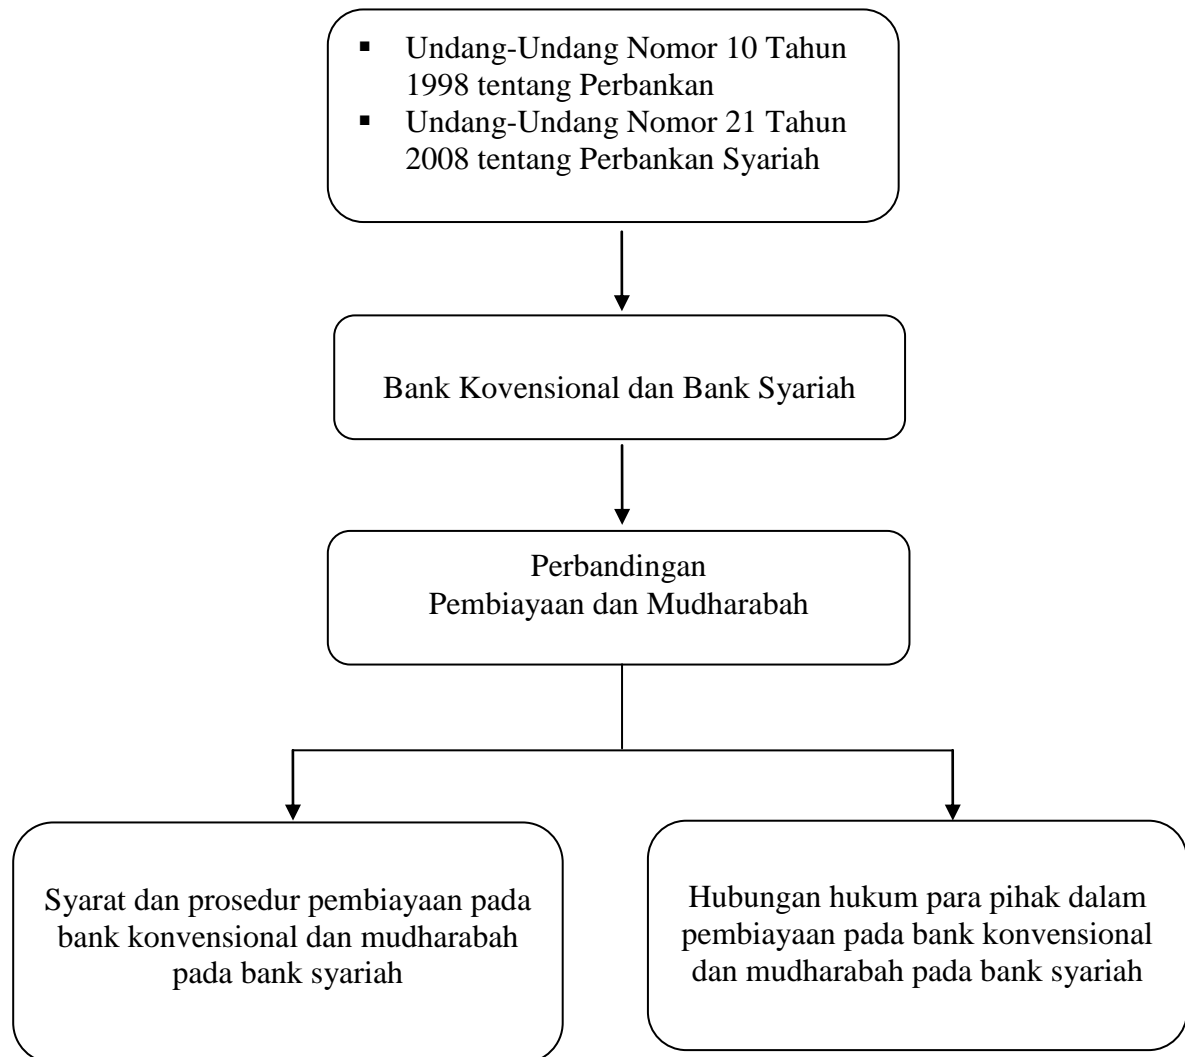 ▪ Undang-Undang Nomor 10 Tahun
1998 tentang Perbankan
▪ Undang-Undang Nomor 21 Tahun
2008 tentang Perbankan Syariah
Bank Kovensional dan Bank Syariah
Perbandingan
Pembiayaan dan Mudharabah
Syarat dan prosedur pembiayaan pada
bank konvensional dan mudharabah
pada bank syariah
Hubungan hukum para pihak dalam
pembiayaan pada bank konvensional
dan mudharabah pada bank syariah